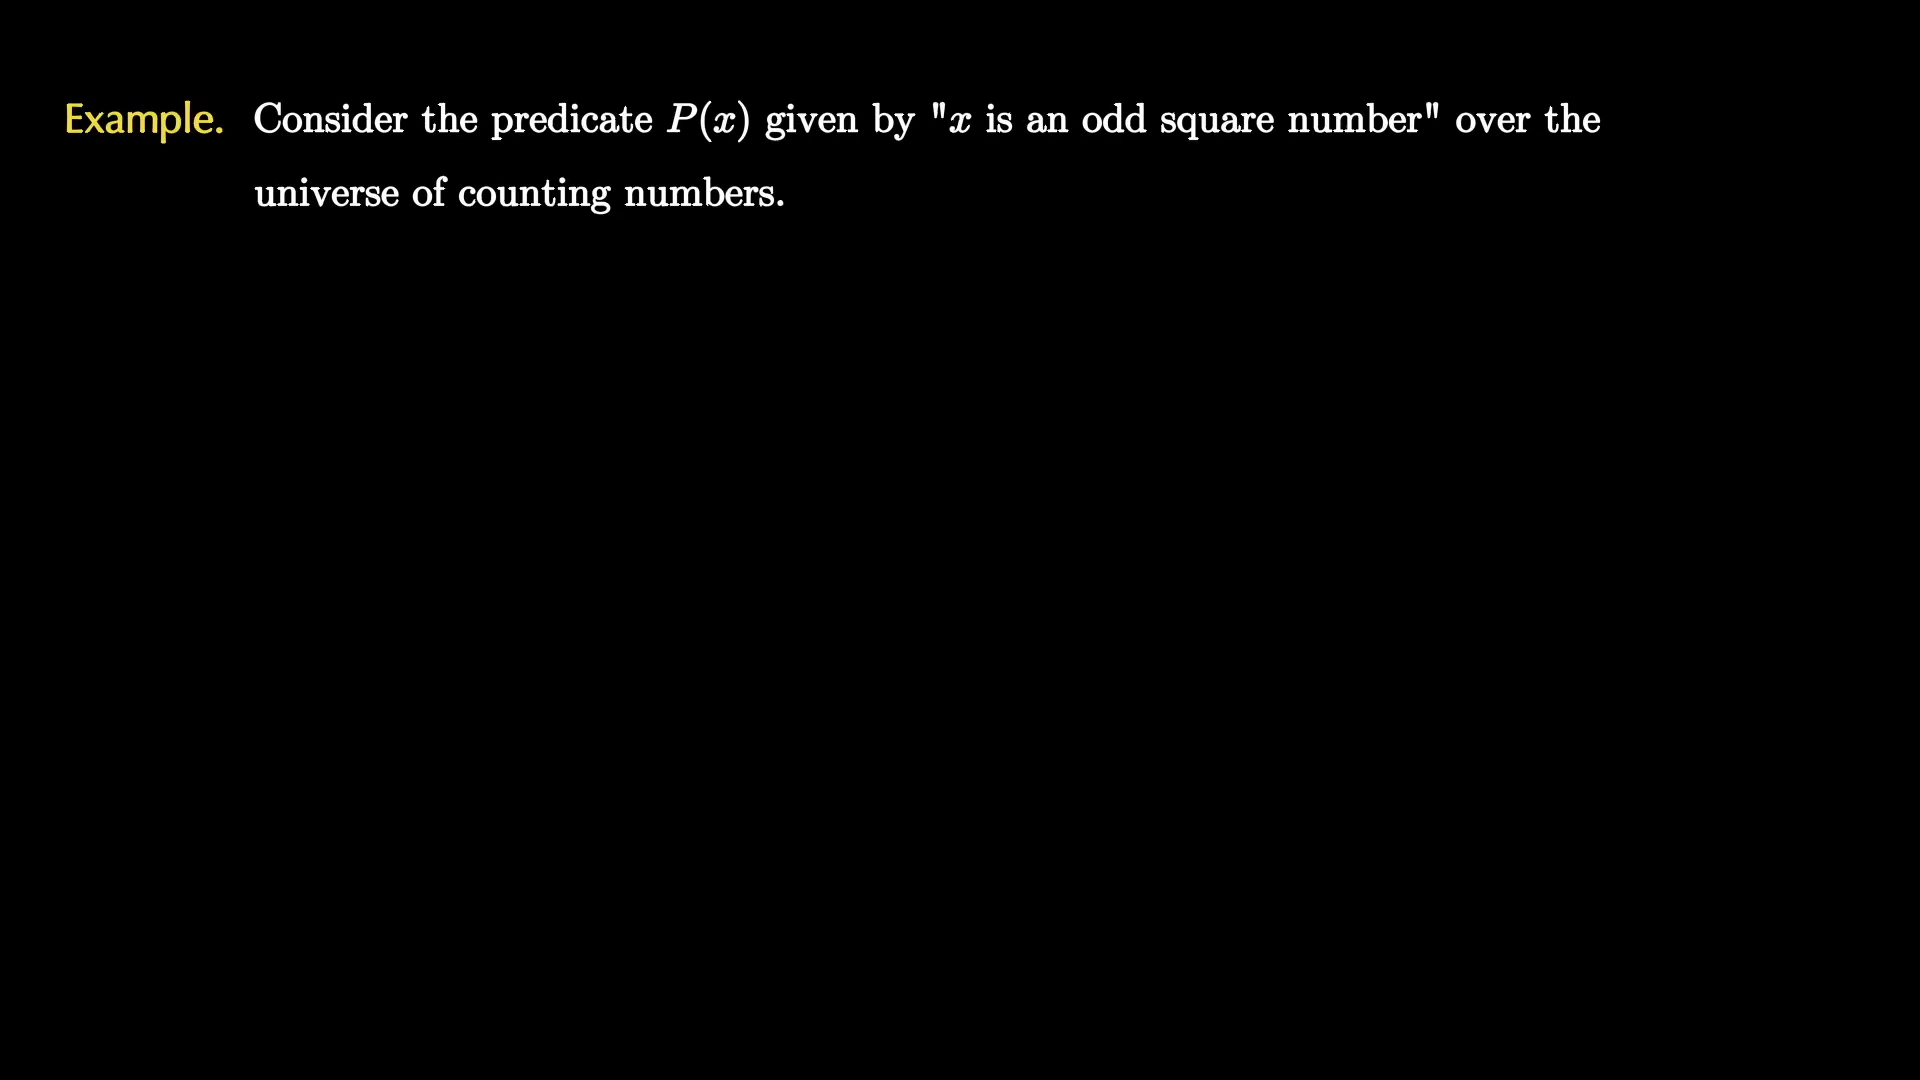 Example. Consider the predicate P(x) given by "x is an odd square number" over the
universe of counting numbers.